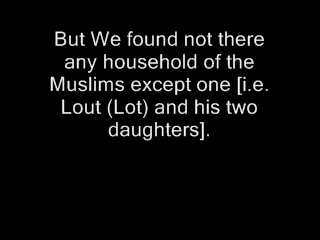 But We found not there
any household of the
Muslims except one [i.e.
Lout (Lot) and his two
daughters].